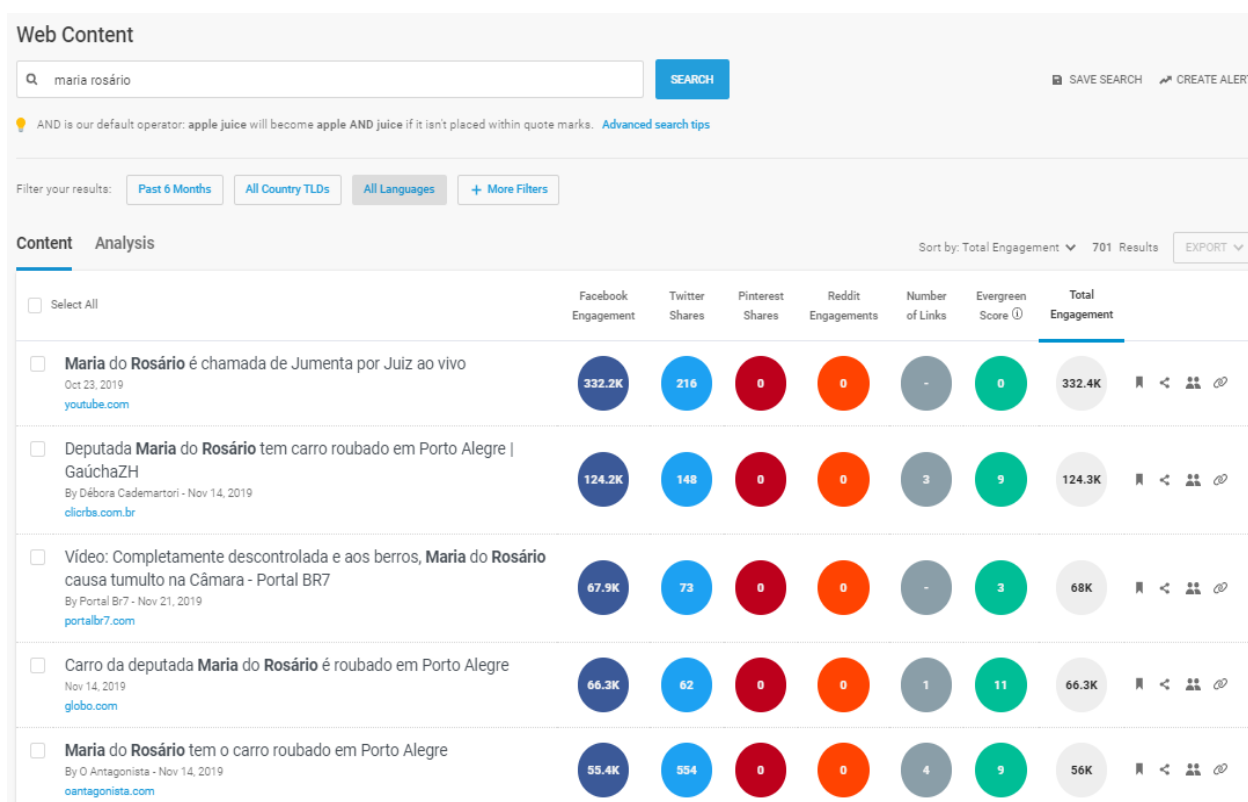 Web Content
maria rosário
SEARCH
SAVE SEARCH
CREATE ALERT
AND is our default operator: apple juice will become apple AND juice if it isn't placed within quote marks. Advanced search tips
Filter your results:
Past 6 Months
All Country TLDs
All Languages
+ More Filters
Content
Analysis
Sort by: Total Engagement
701 Results
EXPORT
Select All
Facebook
Engagement
Twitter
Shares
Pinterest
Shares
Reddit
Engagements
Number
of Links
Evergreen
Score
Total
Engagement
Maria do Rosário é chamada de Jumenta por Juiz ao vivo
Oct 23, 2019
youtube.com
332.2K 216 0 0 - 0 332.4K
Deputada Maria do Rosário tem carro roubado em Porto Alegre |
GaúchaZH
By Débora Cademartori - Nov 14, 2019
clicrbs.com.br
124.2K 148 0 0 3 9 124.3K
Vídeo: Completamente descontrolada e aos berros, Maria do Rosário
causa tumulto na Câmara - Portal BR7
By Portal Br7 - Nov 21, 2019
portalbr7.com
67.9K 73 0 0 - 3 68K
Carro da deputada Maria do Rosário é roubado em Porto Alegre
Nov 14, 2019
globo.com
66.3K 62 0 0 1 11 66.3K
Maria do Rosário tem o carro roubado em Porto Alegre
By O Antagonista - Nov 14, 2019
oantagonista.com
55.4K 554 0 0 4 9 56K